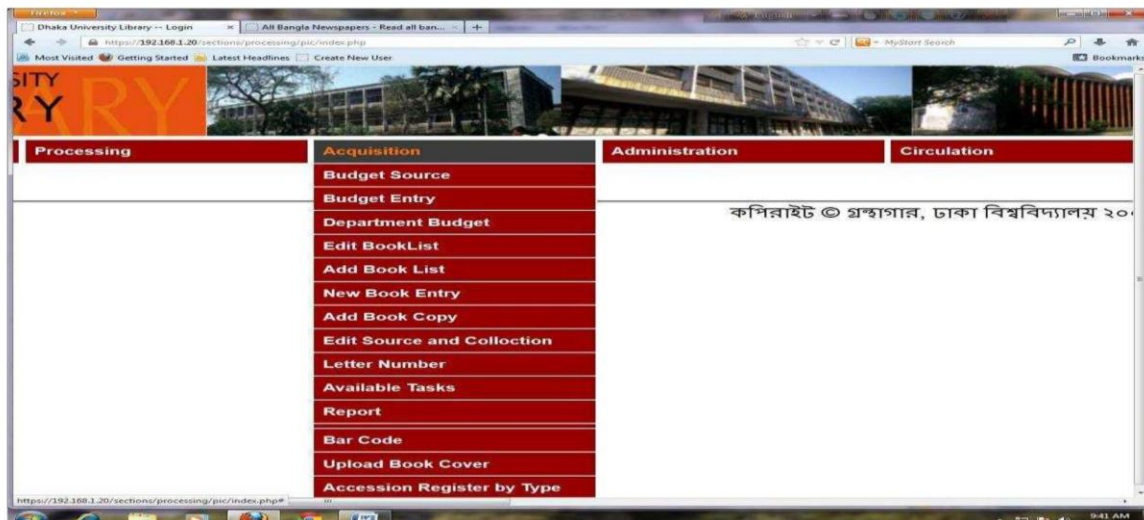 Firefox
Dhaka University Library -- Login
All Bangla Newspapers - Read all ban...
https://192.168.1.20/sections/processing/pic/index.php
MyStart Search
Most Visited
Getting Started
Latest Headlines
Create New User
Bookmarks
SITY
RY
ARY
Processing
Acquisition
Administration
Circulation
Budget Source
Budget Entry
কপিরাইট © গ্রন্থাগার, ঢাকা বিশ্ববিদ্যালয় ২০
Department Budget
Edit BookList
Add Book List
New Book Entry
Add Book Copy
Edit Source and Colloction
Letter Number
Available Tasks
Report
Bar Code
Upload Book Cover
Accession Register by Type
https://192.168.1.20/sections/processing/pic/index.php#
9:41 AM